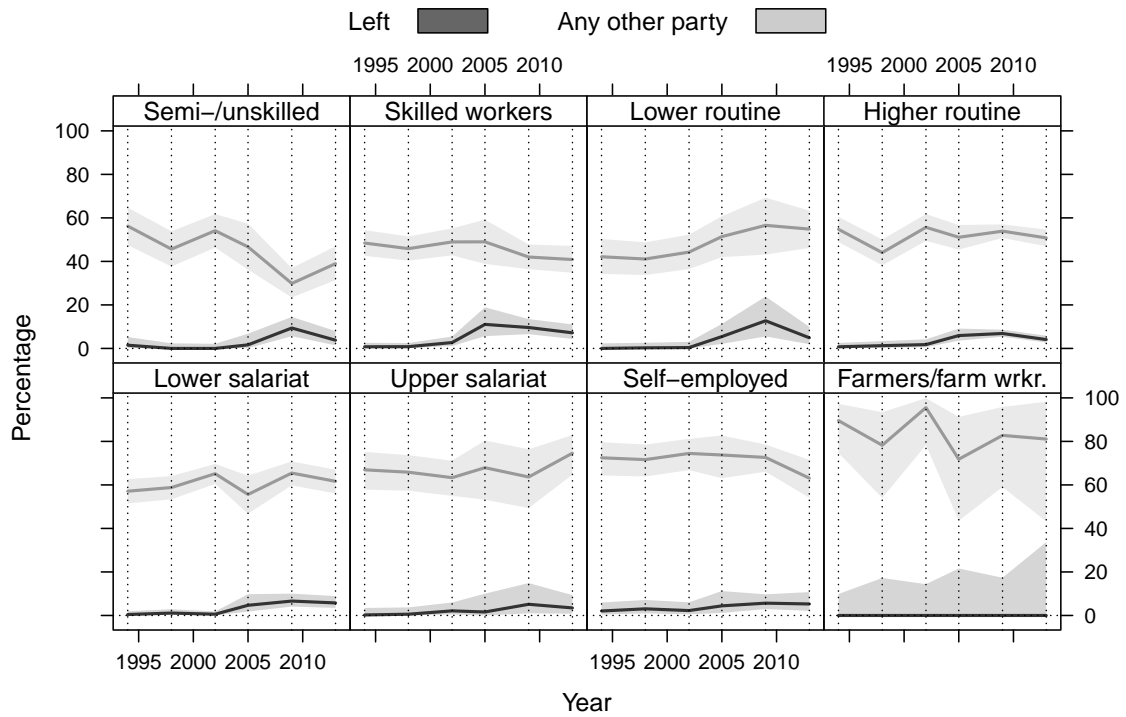 Left Any other party
1995 2000 2005 2010 1995 2000 2005 2010
Semi−/unskilled Skilled workers Lower routine Higher routine
100
80
60
40
20
0
Percentage
Lower salariat Upper salariat Self−employed Farmers/farm wrkr.
100
80
60
40
20
0
1995 2000 2005 2010 1995 2000 2005 2010
Year